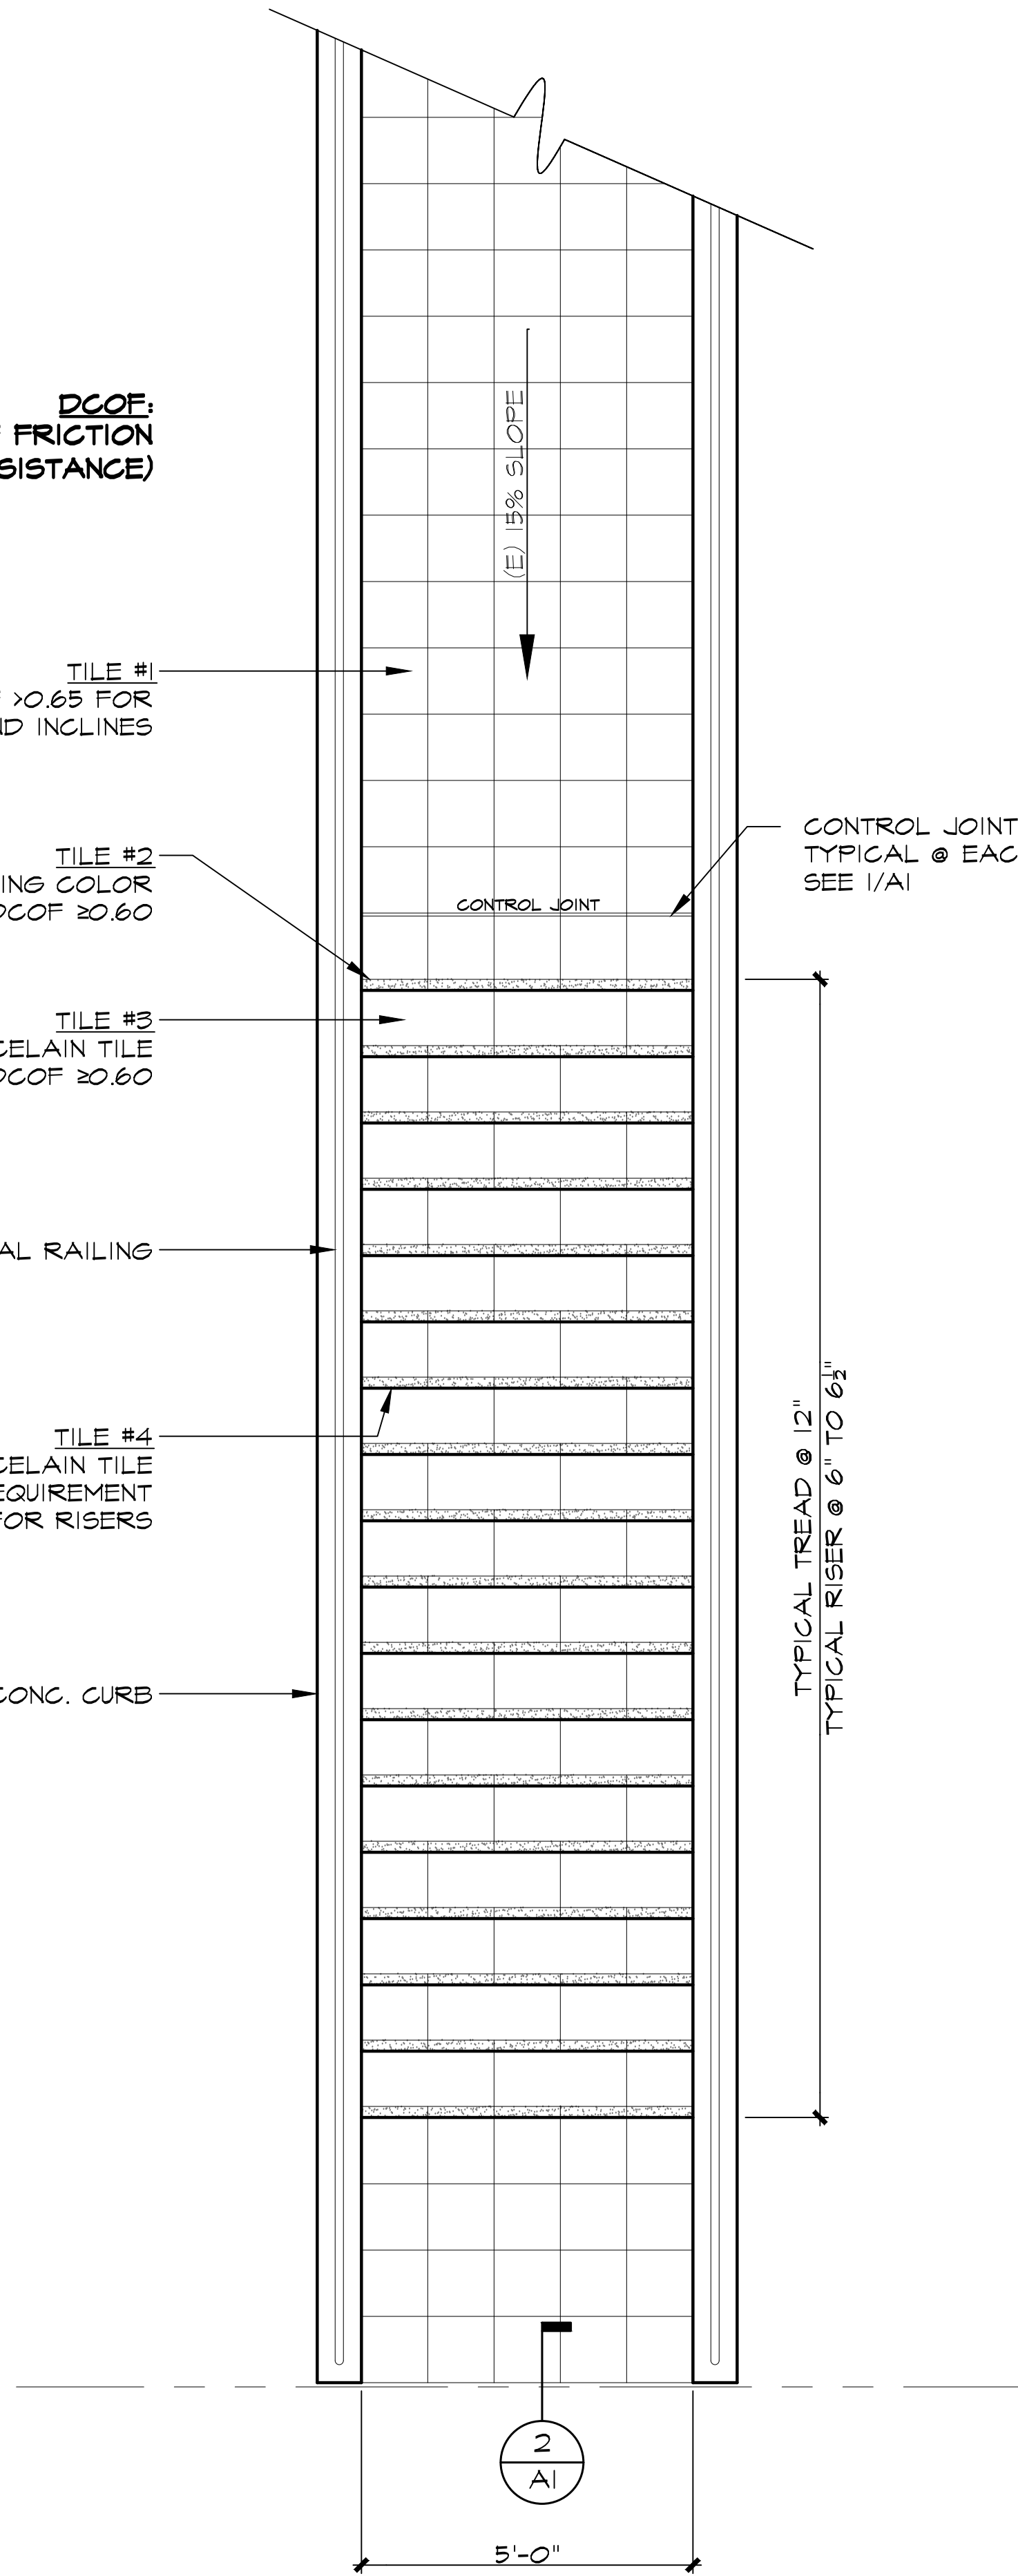 DCOF:
FRICTION
SISTANCE)
(E) 15% SLOPE
TILE #1
>0.65 FOR
ND INCLINES
TILE #2
ING COLOR
DCOF ≥0.60
CONTROL JOINT
TYPICAL @ EAC
SEE 1/A1
CONTROL JOINT
TILE #3
CELAIN TILE
DCOF ≥0.60
AL RAILING
TILE #4
CELAIN TILE
EQUIREMENT
FOR RISERS
TYPICAL TREAD @ 12"
TYPICAL RISER @ 6" TO 6½"
CONC. CURB
2
A1
5'-0"